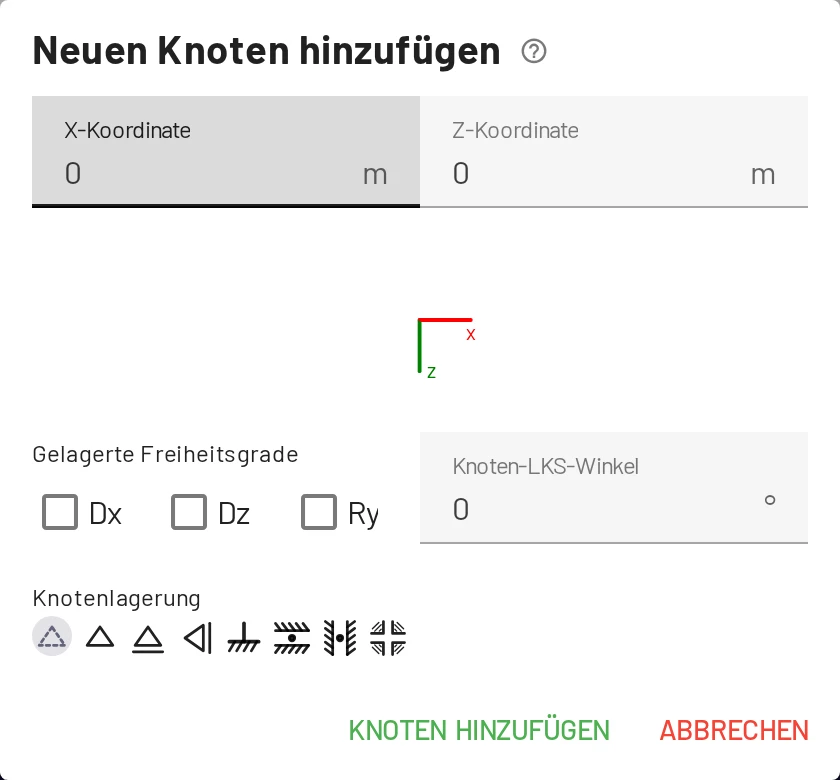 Neuen Knoten hinzufügen ?
X-Koordinate Z-Koordinate
0 m 0 m
x
z
Gelagerte Freiheitsgrade
Knoten-LKS-Winkel
Dx Dz Ry
0 °
Knotenlagerung
KNOTEN HINZUFÜGEN ABBRECHEN